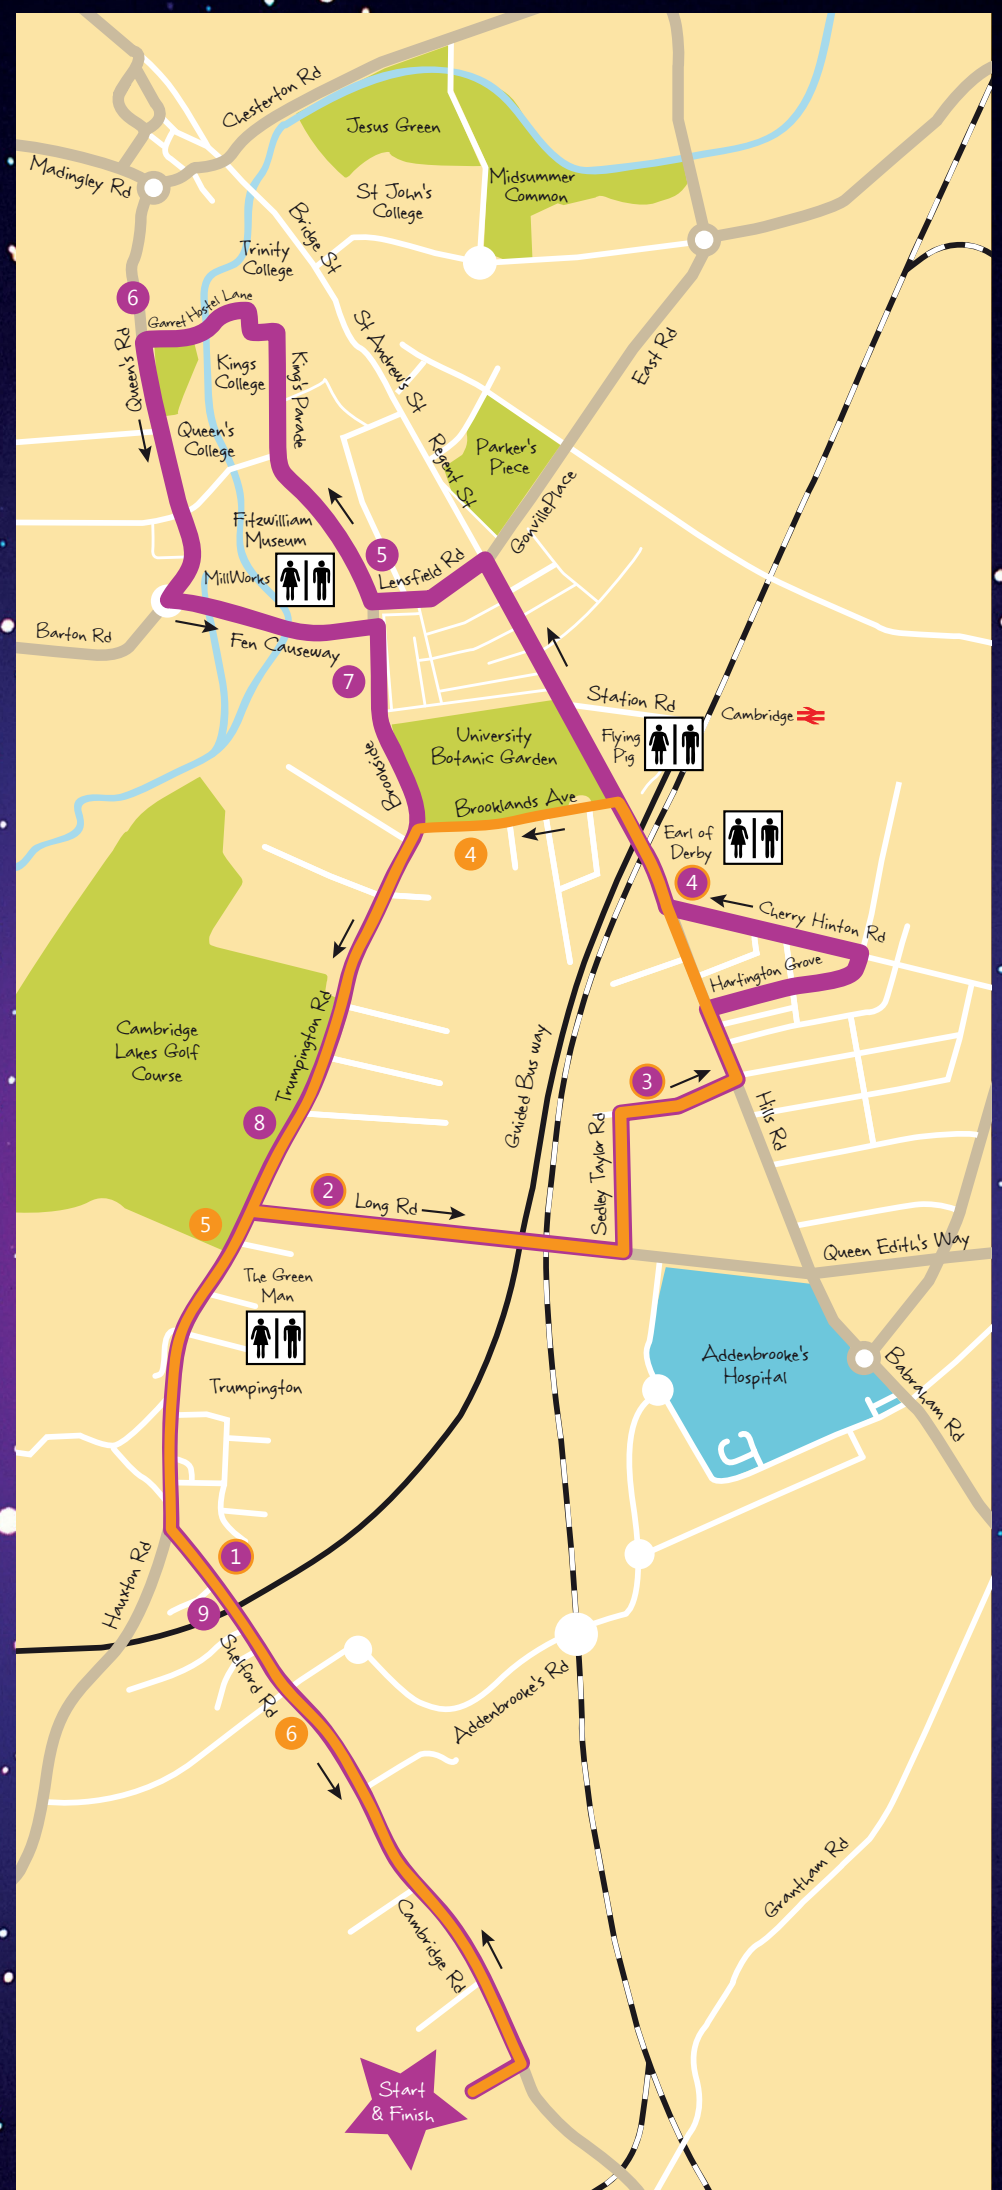 Chesterton Rd
Jesus Green
Madingley Rd
Midsummer
Common
St John's
College
Bridge St
Trinity
College
6
Garret Hostel Lane
St Andrew's St
East Rd
Queen's Rd
Kings
College
King's Parade
Queen's
College
Parker's
Piece
Regent St
GonvillePlace
Fitzwilliam
Museum
5
Lensfield Rd
MillWorks
Barton Rd
Fen Causeway
7
Station Rd
Cambridge
Flying
Pig
University
Botanic Garden
Brookside
Brooklands Ave
4
Earl of
Derby
4
Cherry Hinton Rd
Hartington Grove
Cambridge
Lakes Golf
Course
Trumpington Rd
Guided Bus way
3
Hills Rd
8
Sedley Taylor Rd
2
Long Rd
5
Queen Edith's Way
The Green
Man
Addenbrooke's
Hospital
Babraham Rd
Trumpington
Hauxton Rd
1
9
Shelford Rd
6
Addenbrooke's Rd
Grantham Rd
Cambridge Rd
Start
& Finish